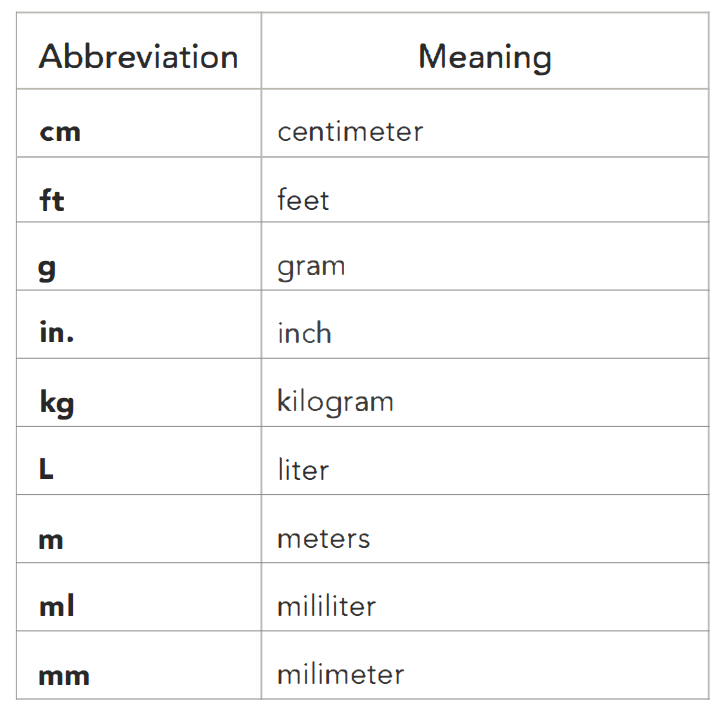 Abbreviation Meaning
cm centimeter
ft feet
g gram
in. inch
kg kilogram
L liter
m meters
ml mililiter
mm milimeter